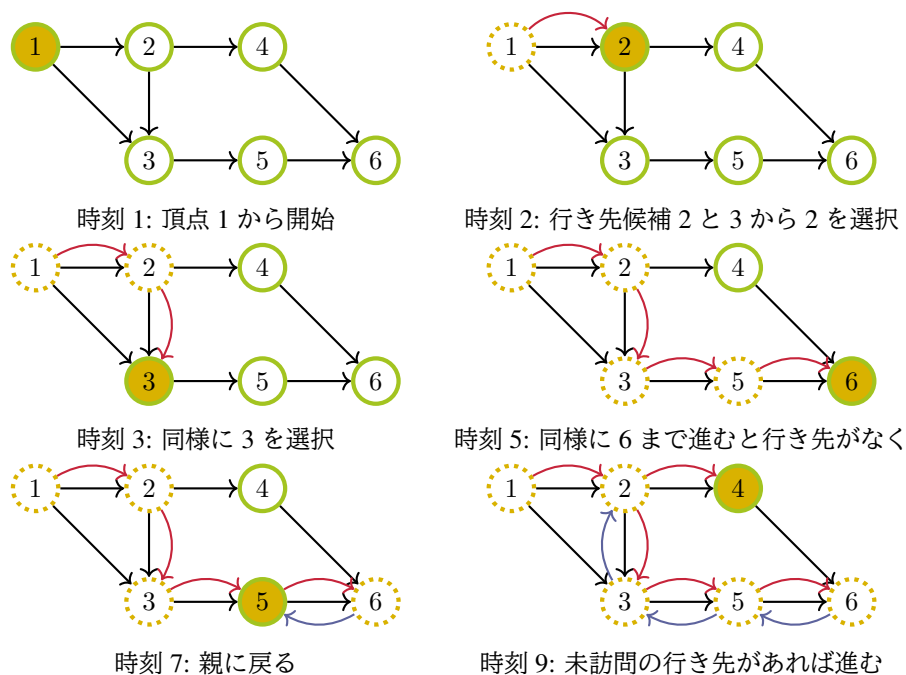 1 2 4
3 5 6
時刻 1: 頂点 1 から開始
1 2 4
3 5 6
時刻 2: 行き先候補 2 と 3 から 2 を選択
1 2 4
3 5 6
時刻 3: 同様に 3 を選択
1 2 4
3 5 6
時刻 5: 同様に 6 まで進むと行き先がなく
1 2 4
3 5 6
時刻 7: 親に戻る
1 2 4
3 5 6
時刻 9: 未訪問の行き先があれば進む